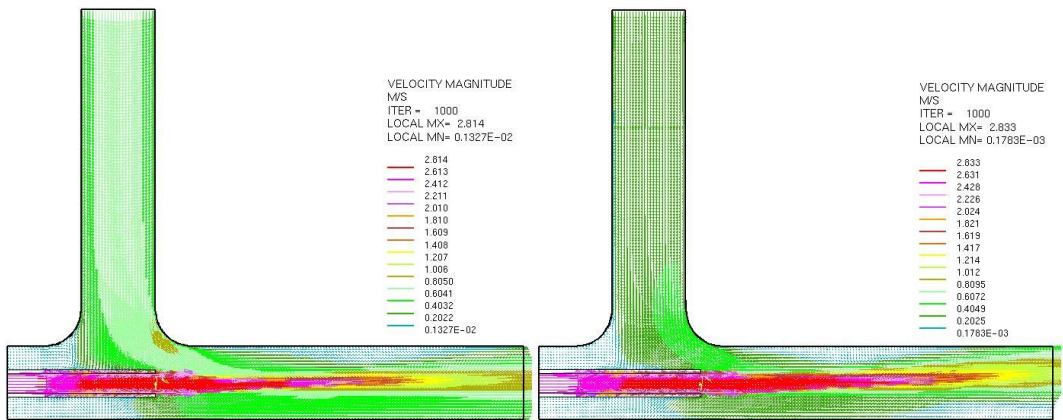 VELOCITY MAGNITUDE
M/S
ITER = 1000
LOCAL MX= 2.814
LOCAL MN= 0.1327E-02
2.814
2.613
2.412
2.211
2.010
1.810
1.609
1.408
1.207
1.006
0.8050
0.6041
0.4032
0.2022
0.1327E-02
VELOCITY MAGNITUDE
M/S
ITER = 1000
LOCAL MX= 2.833
LOCAL MN= 0.1783E-03
2.833
2.631
2.428
2.226
2.024
1.821
1.619
1.417
1.214
1.012
0.8095
0.6072
0.4049
0.2025
0.1783E-03